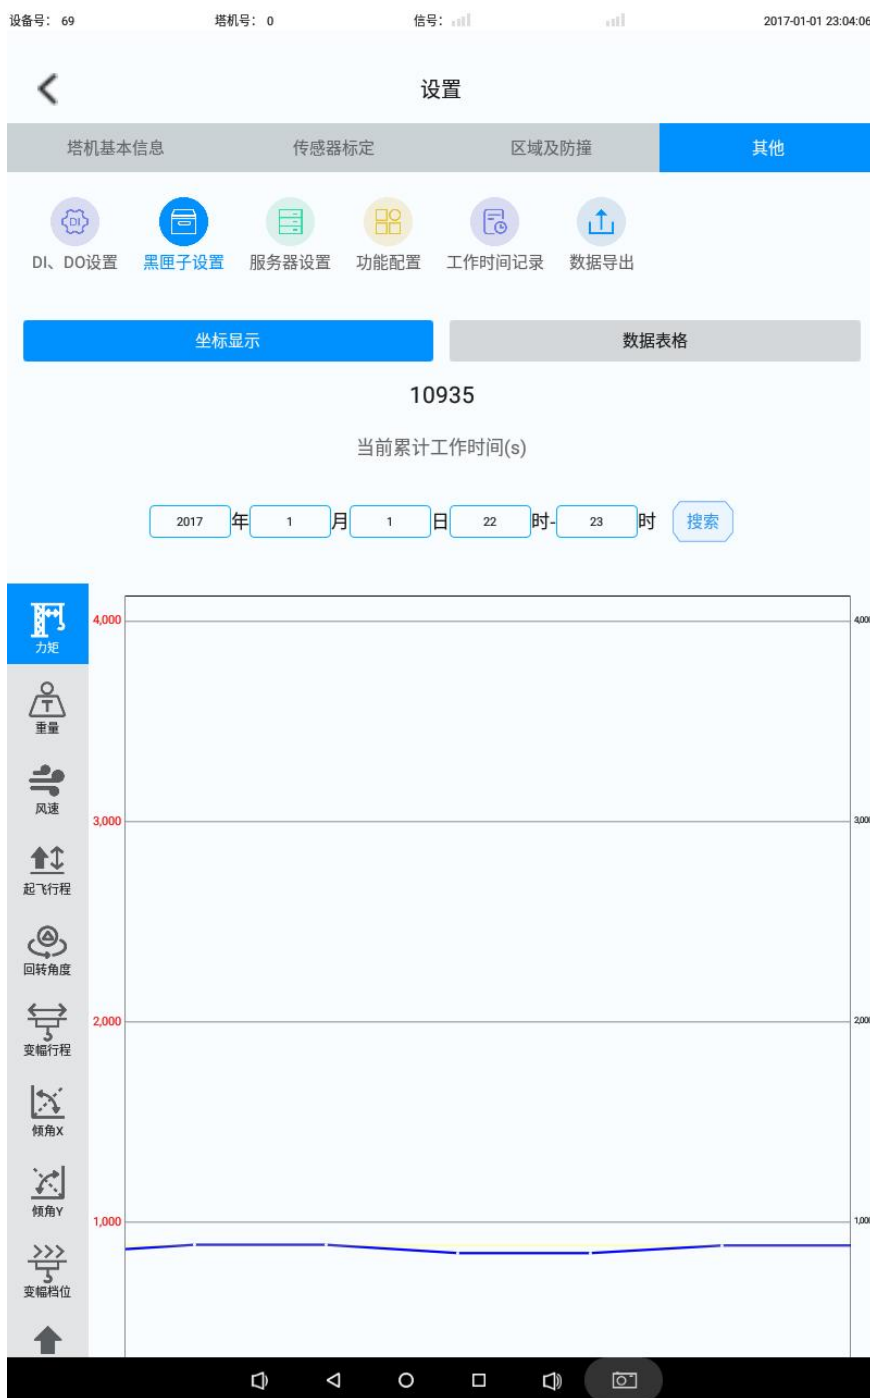 设备号： 69 塔机号： 0 信号： 2017-01-01 23:04:06
设置
塔机基本信息 传感器标定 区域及防撞 其他
DI
DI、DO设置 黑匣子设置 服务器设置 功能配置 工作时间记录 数据导出
坐标显示 数据表格
10935
当前累计工作时间(s)
2017 年 1 月 1 日 22 时- 23 时 搜索
力矩
4,000
T
重量
风速
3,000
起飞行程
回转角度
2,000
变幅行程
倾角X
倾角Y
1,000
变幅档位